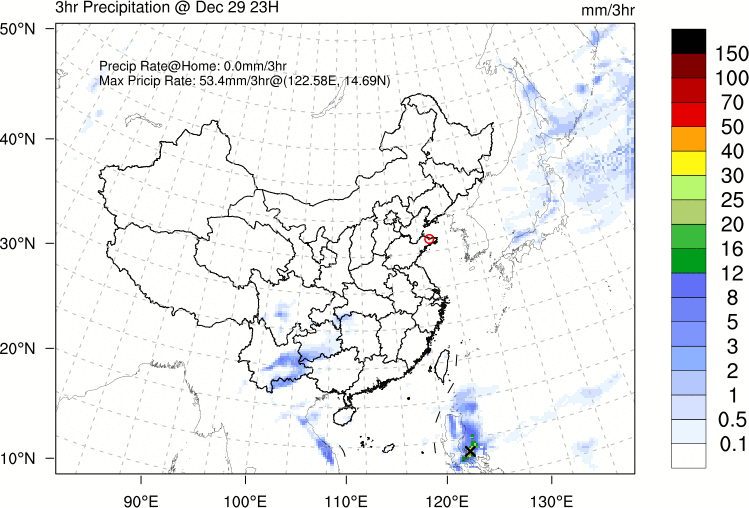 3hr Precipitation @ Dec 29 23H
mm/3hr
Precip Rate@Home: 0.0mm/3hr
Max Pricip Rate: 53.4mm/3hr@(122.58E, 14.69N)
50°N
40°N
30°N
20°N
10°N
90°E
100°E
110°E
120°E
130°E
150
100
70
50
40
30
25
20
16
12
8
5
3
2
1
0.5
0.1